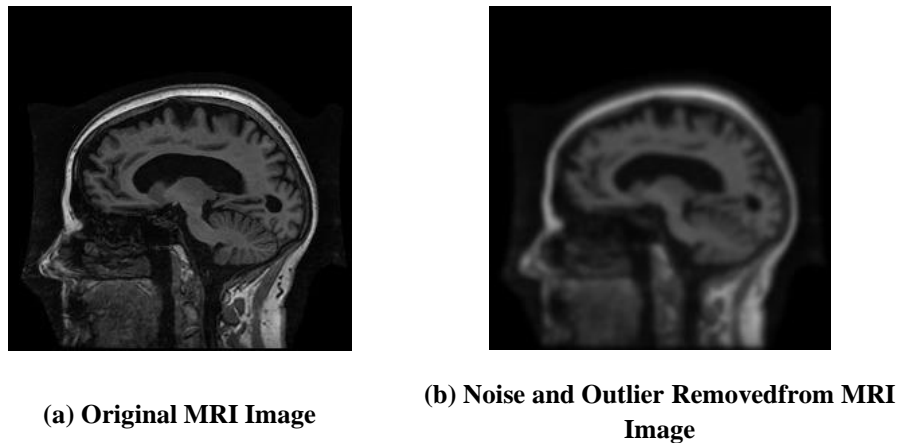 (a) Original MRI Image
(b) Noise and Outlier Removedfrom MRI
Image